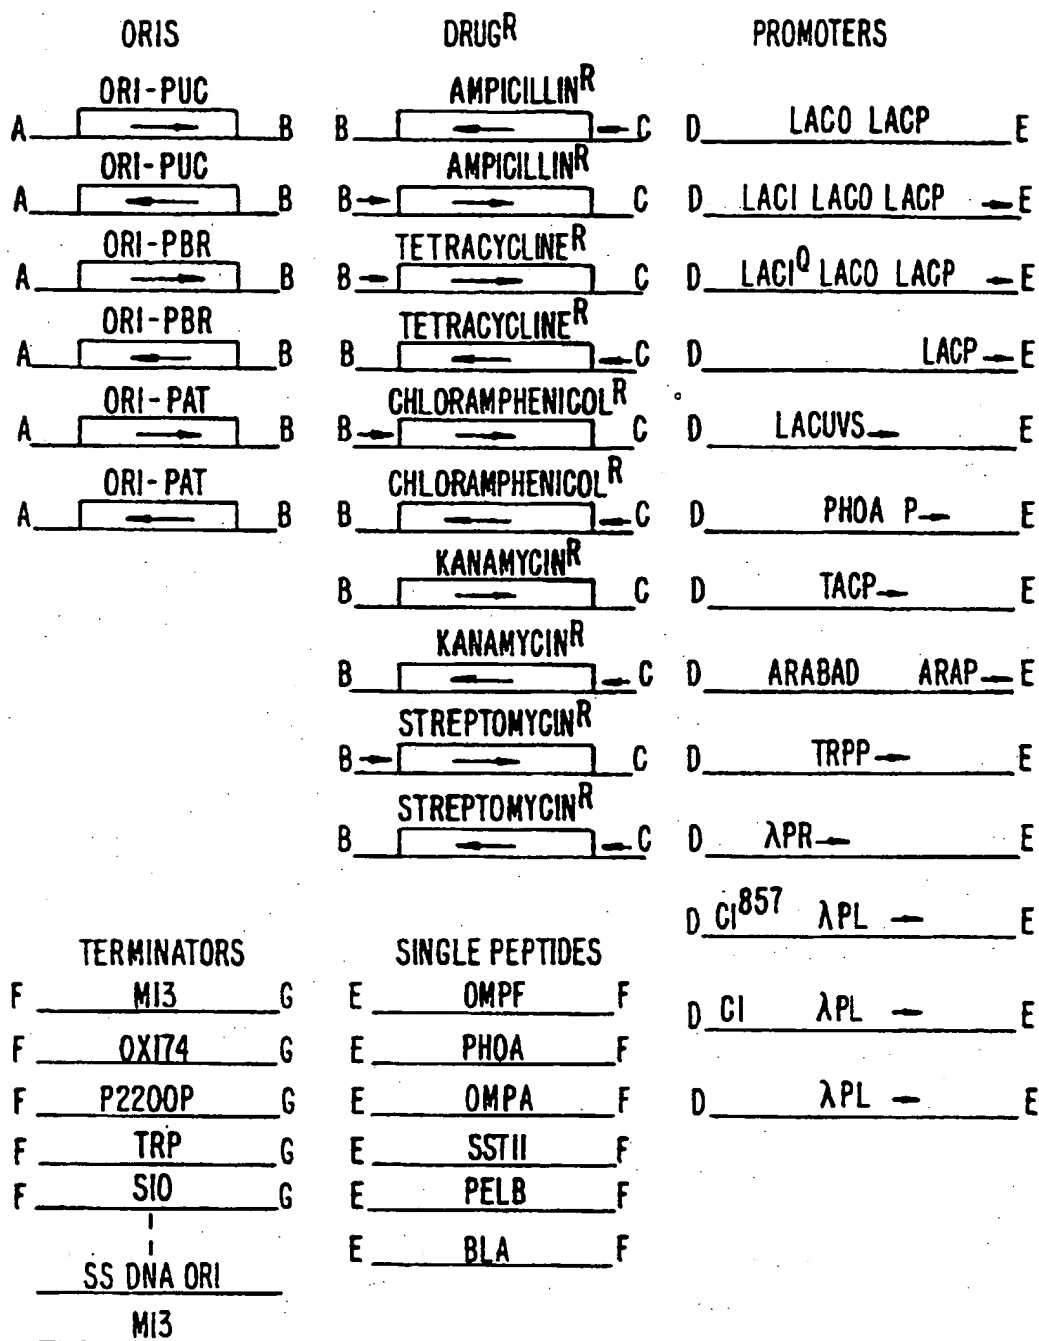 ORIS
ORI-PUC
A B
ORI-PUC
A B
ORI-PBR
A B
ORI-PBR
A B
ORI-PAT
A B
ORI-PAT
A B
DRUGR
AMPICILLINR
B C
AMPICILLINR
B C
TETRACYCLINER
B C
TETRACYCLINER
B C
CHLORAMPHENICOLR
B C
CHLORAMPHENICOLR
B C
KANAMYCINR
B C
KANAMYCINR
B C
STREPTOMYCINR
B C
STREPTOMYCINR
B C
PROMOTERS
D LACO LACP E
D LACI LACO LACP E
D LACIQ LACO LACP E
D LACP E
D LACUVS E
D PHOA P E
D TACP E
D ARABAD ARAP E
D TRPP E
D λPR E
D CI857 λPL E
D CI λPL E
D λPL E
TERMINATORS
F M13 G
F OX174 G
F P2200P G
F TRP G
F S10 G
SS DNA ORI
M13
SINGLE PEPTIDES
E OMPF F
E PHOA F
E OMPA F
E SSTII F
E PELB F
E BLA F